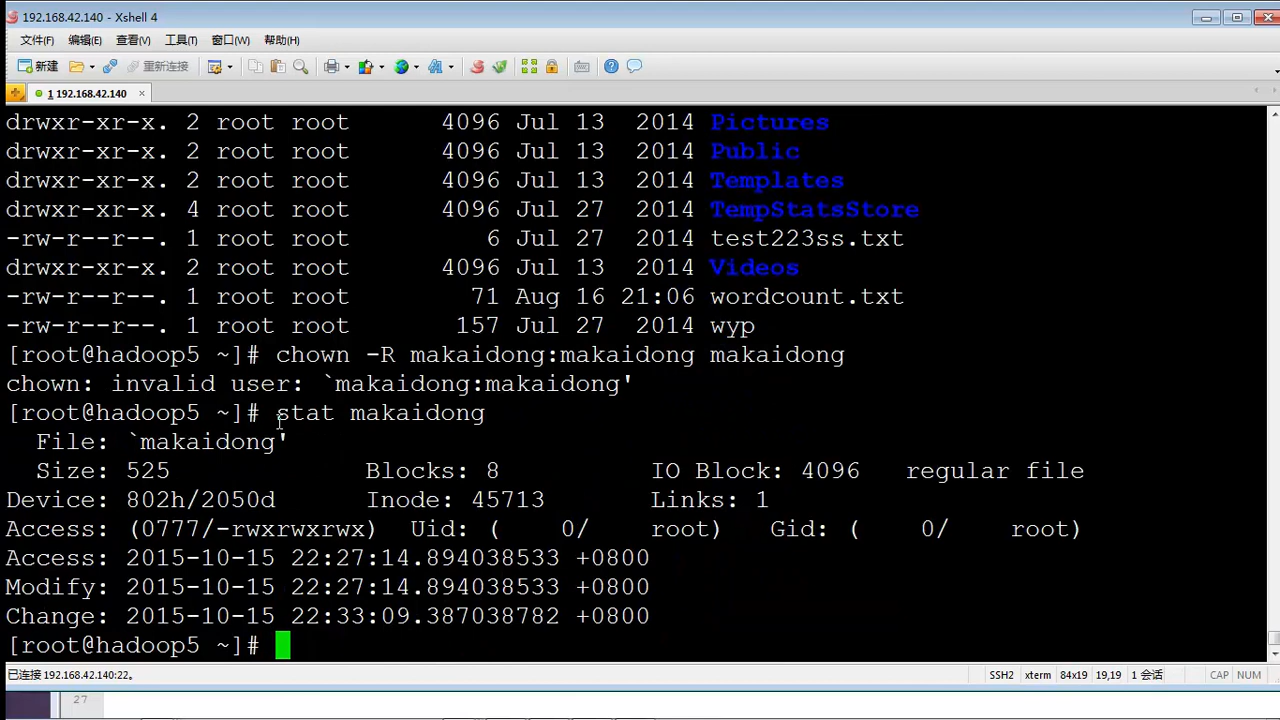 192.168.42.140 - Xshell 4
文件(F) 编辑(E) 查看(V) 工具(T) 窗口(W) 帮助(H)
新建 重新连接
1 192.168.42.140
drwxr-xr-x. 2 root root 4096 Jul 13 2014 Pictures
drwxr-xr-x. 2 root root 4096 Jul 13 2014 Public
drwxr-xr-x. 2 root root 4096 Jul 13 2014 Templates
drwxr-xr-x. 4 root root 4096 Jul 27 2014 TempStatsStore
-rw-r--r--. 1 root root 6 Jul 27 2014 test223ss.txt
drwxr-xr-x. 2 root root 4096 Jul 13 2014 Videos
-rw-r--r--. 1 root root 71 Aug 16 21:06 wordcount.txt
-rw-r--r--. 1 root root 157 Jul 27 2014 wyp
[root@hadoop5 ~]# chown -R makaidong:makaidong makaidong
chown: invalid user: `makaidong:makaidong'
[root@hadoop5 ~]# stat makaidong
File: `makaidong'
Size: 525 Blocks: 8 IO Block: 4096 regular file
Device: 802h/2050d Inode: 45713 Links: 1
Access: (0777/-rwxrwxrwx) Uid: ( 0/ root) Gid: ( 0/ root)
Access: 2015-10-15 22:27:14.894038533 +0800
Modify: 2015-10-15 22:27:14.894038533 +0800
Change: 2015-10-15 22:33:09.387038782 +0800
[root@hadoop5 ~]#
已连接 192.168.42.140:22。 SSH2 xterm 84x19 19,19 1 会话 CAP NUM
27